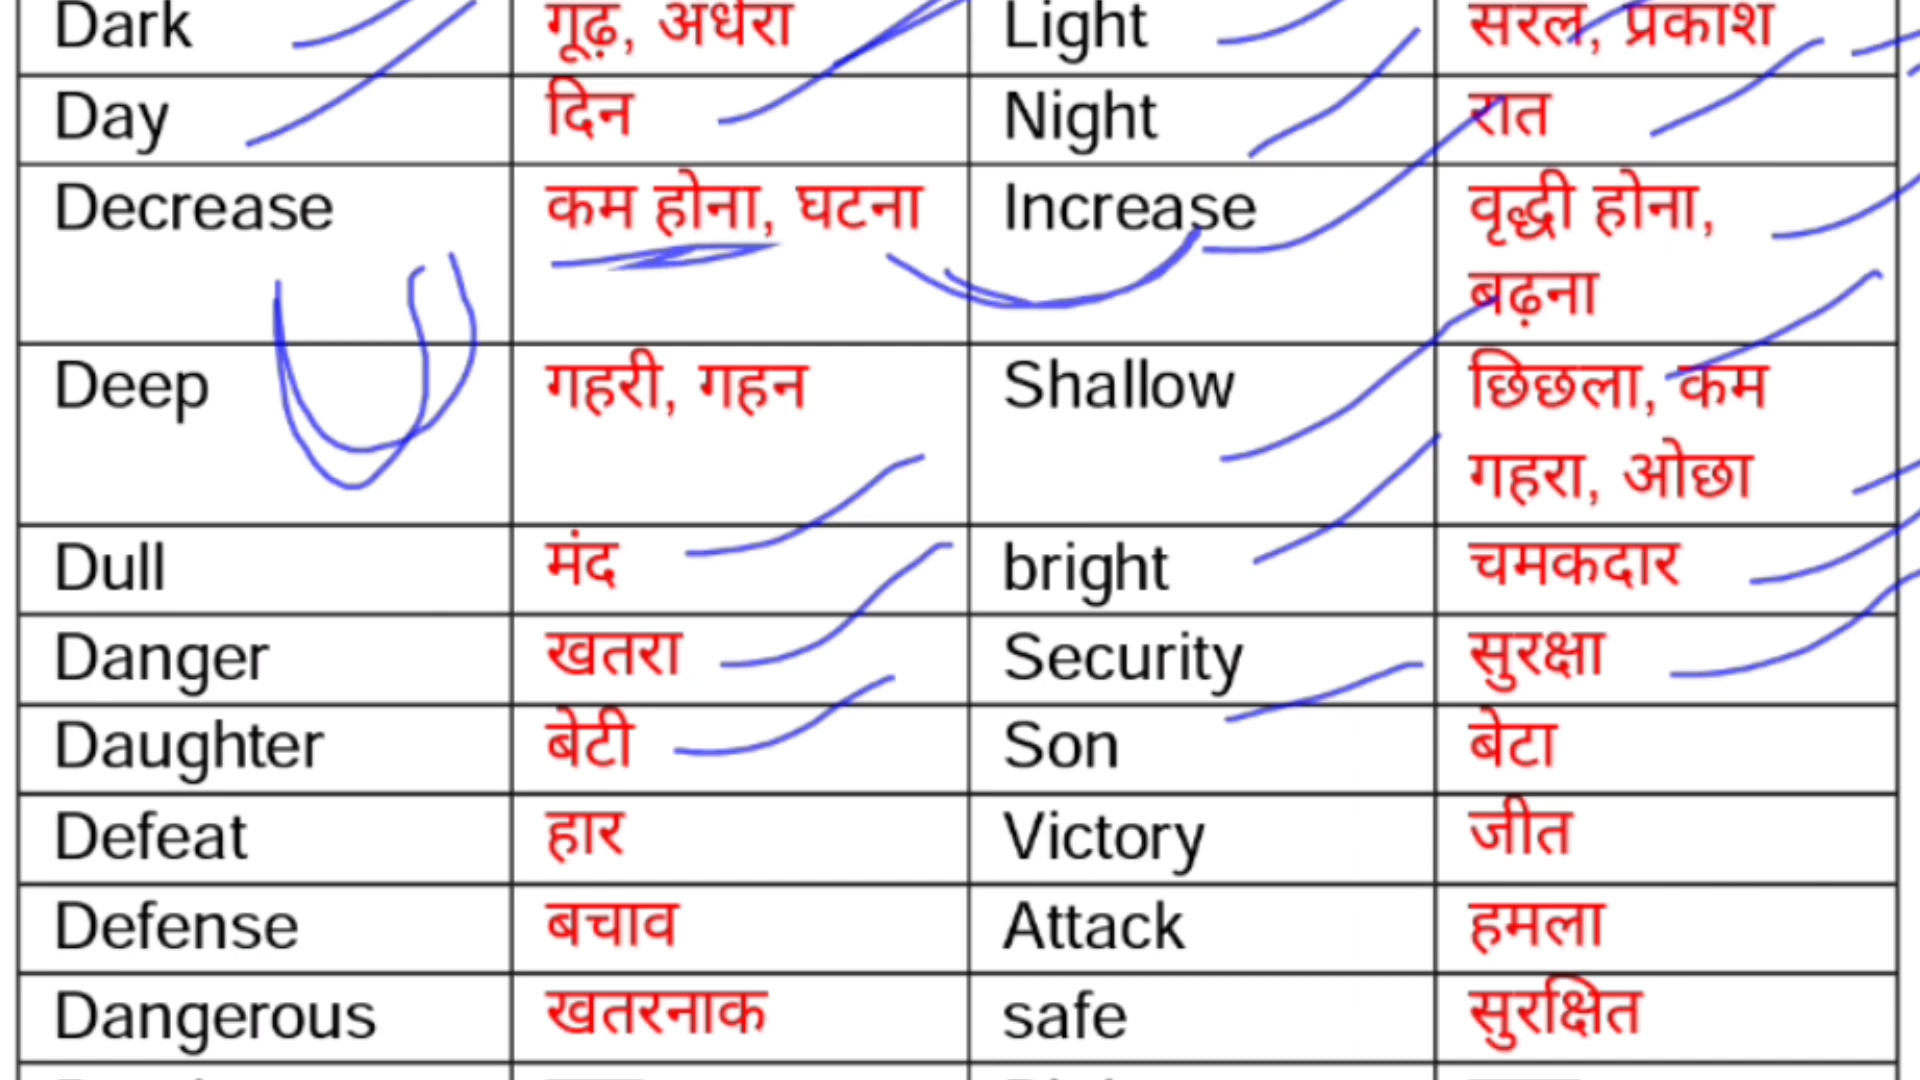 Dark गूढ़, अंधेरा Light सरल, प्रकाश
Day दिन Night रात
Decrease कम होना, घटना Increase वृद्धी होना,
बढ़ना
Deep गहरी, गहन Shallow छिछला, कम
गहरा, ओछा
Dull मंद bright चमकदार
Danger खतरा Security सुरक्षा
Daughter बेटी Son बेटा
Defeat हार Victory जीत
Defense बचाव Attack हमला
Dangerous खतरनाक safe सुरक्षित